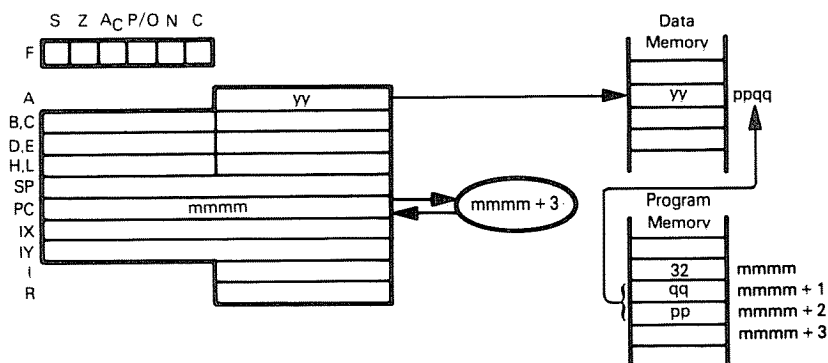 S Z AC P/O N C
F
Data
Memory
A yy
yy ppqq
B,C
D,E
H,L
SP
PC mmmm
mmmm + 3
IX
IY
I
R
Program
Memory
32 mmmm
qq mmmm + 1
pp mmmm + 2
mmmm + 3